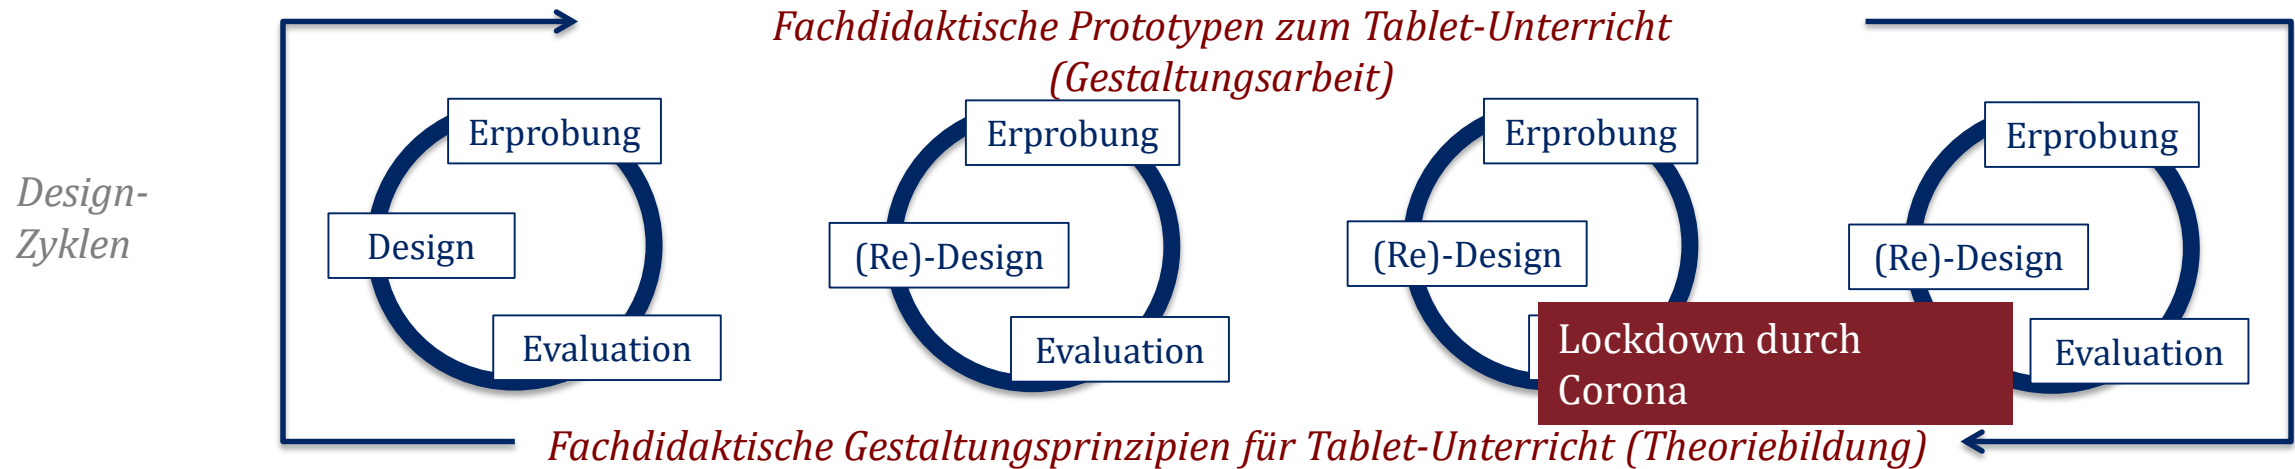 Fachdidaktische Prototypen zum Tablet-Unterricht
(Gestaltungsarbeit)
Design-
Zyklen
Erprobung
Design
Evaluation
Erprobung
(Re)-Design
Evaluation
Erprobung
(Re)-Design
Lockdown durch
Corona
Erprobung
(Re)-Design
Evaluation
Fachdidaktische Gestaltungsprinzipien für Tablet-Unterricht (Theoriebildung)